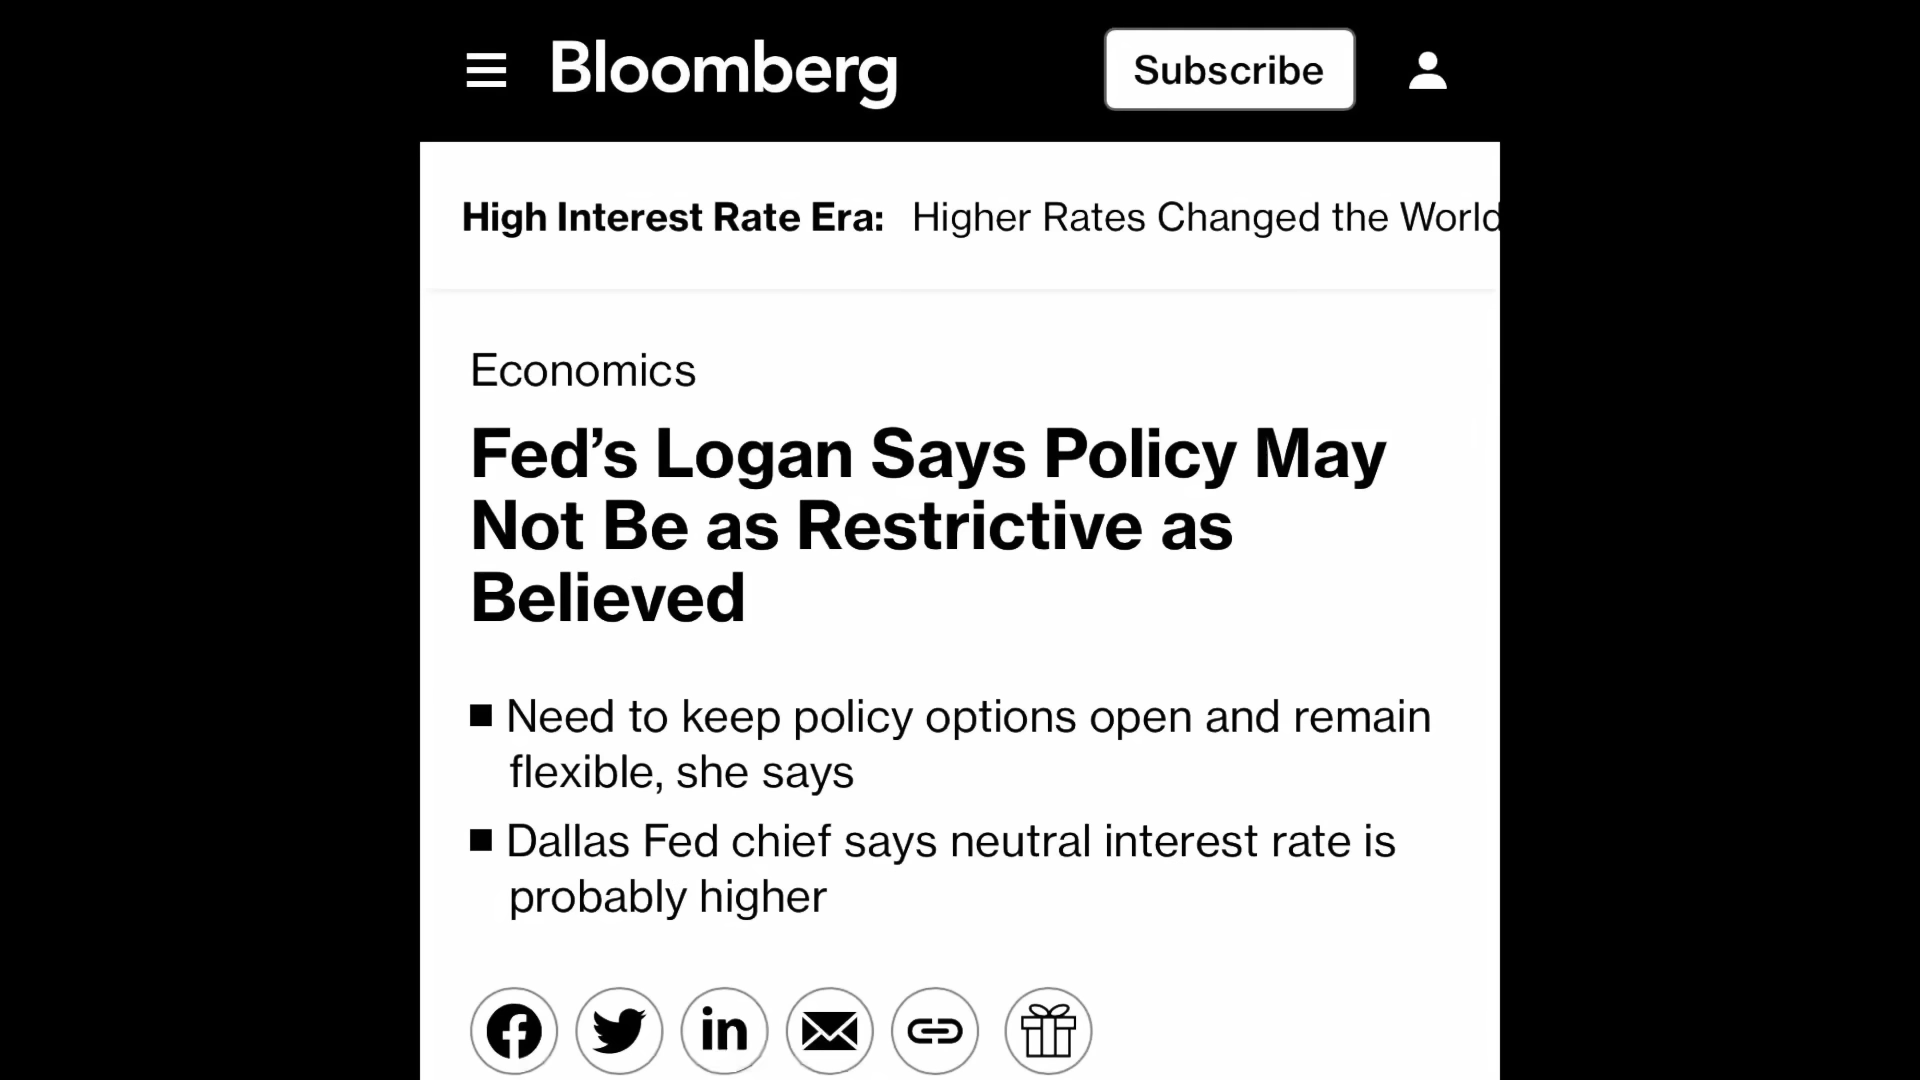 Bloomberg
Subscribe
High Interest Rate Era: Higher Rates Changed the World
Economics
Fed’s Logan Says Policy May
Not Be as Restrictive as
Believed
Need to keep policy options open and remain
flexible, she says
Dallas Fed chief says neutral interest rate is
probably higher
in